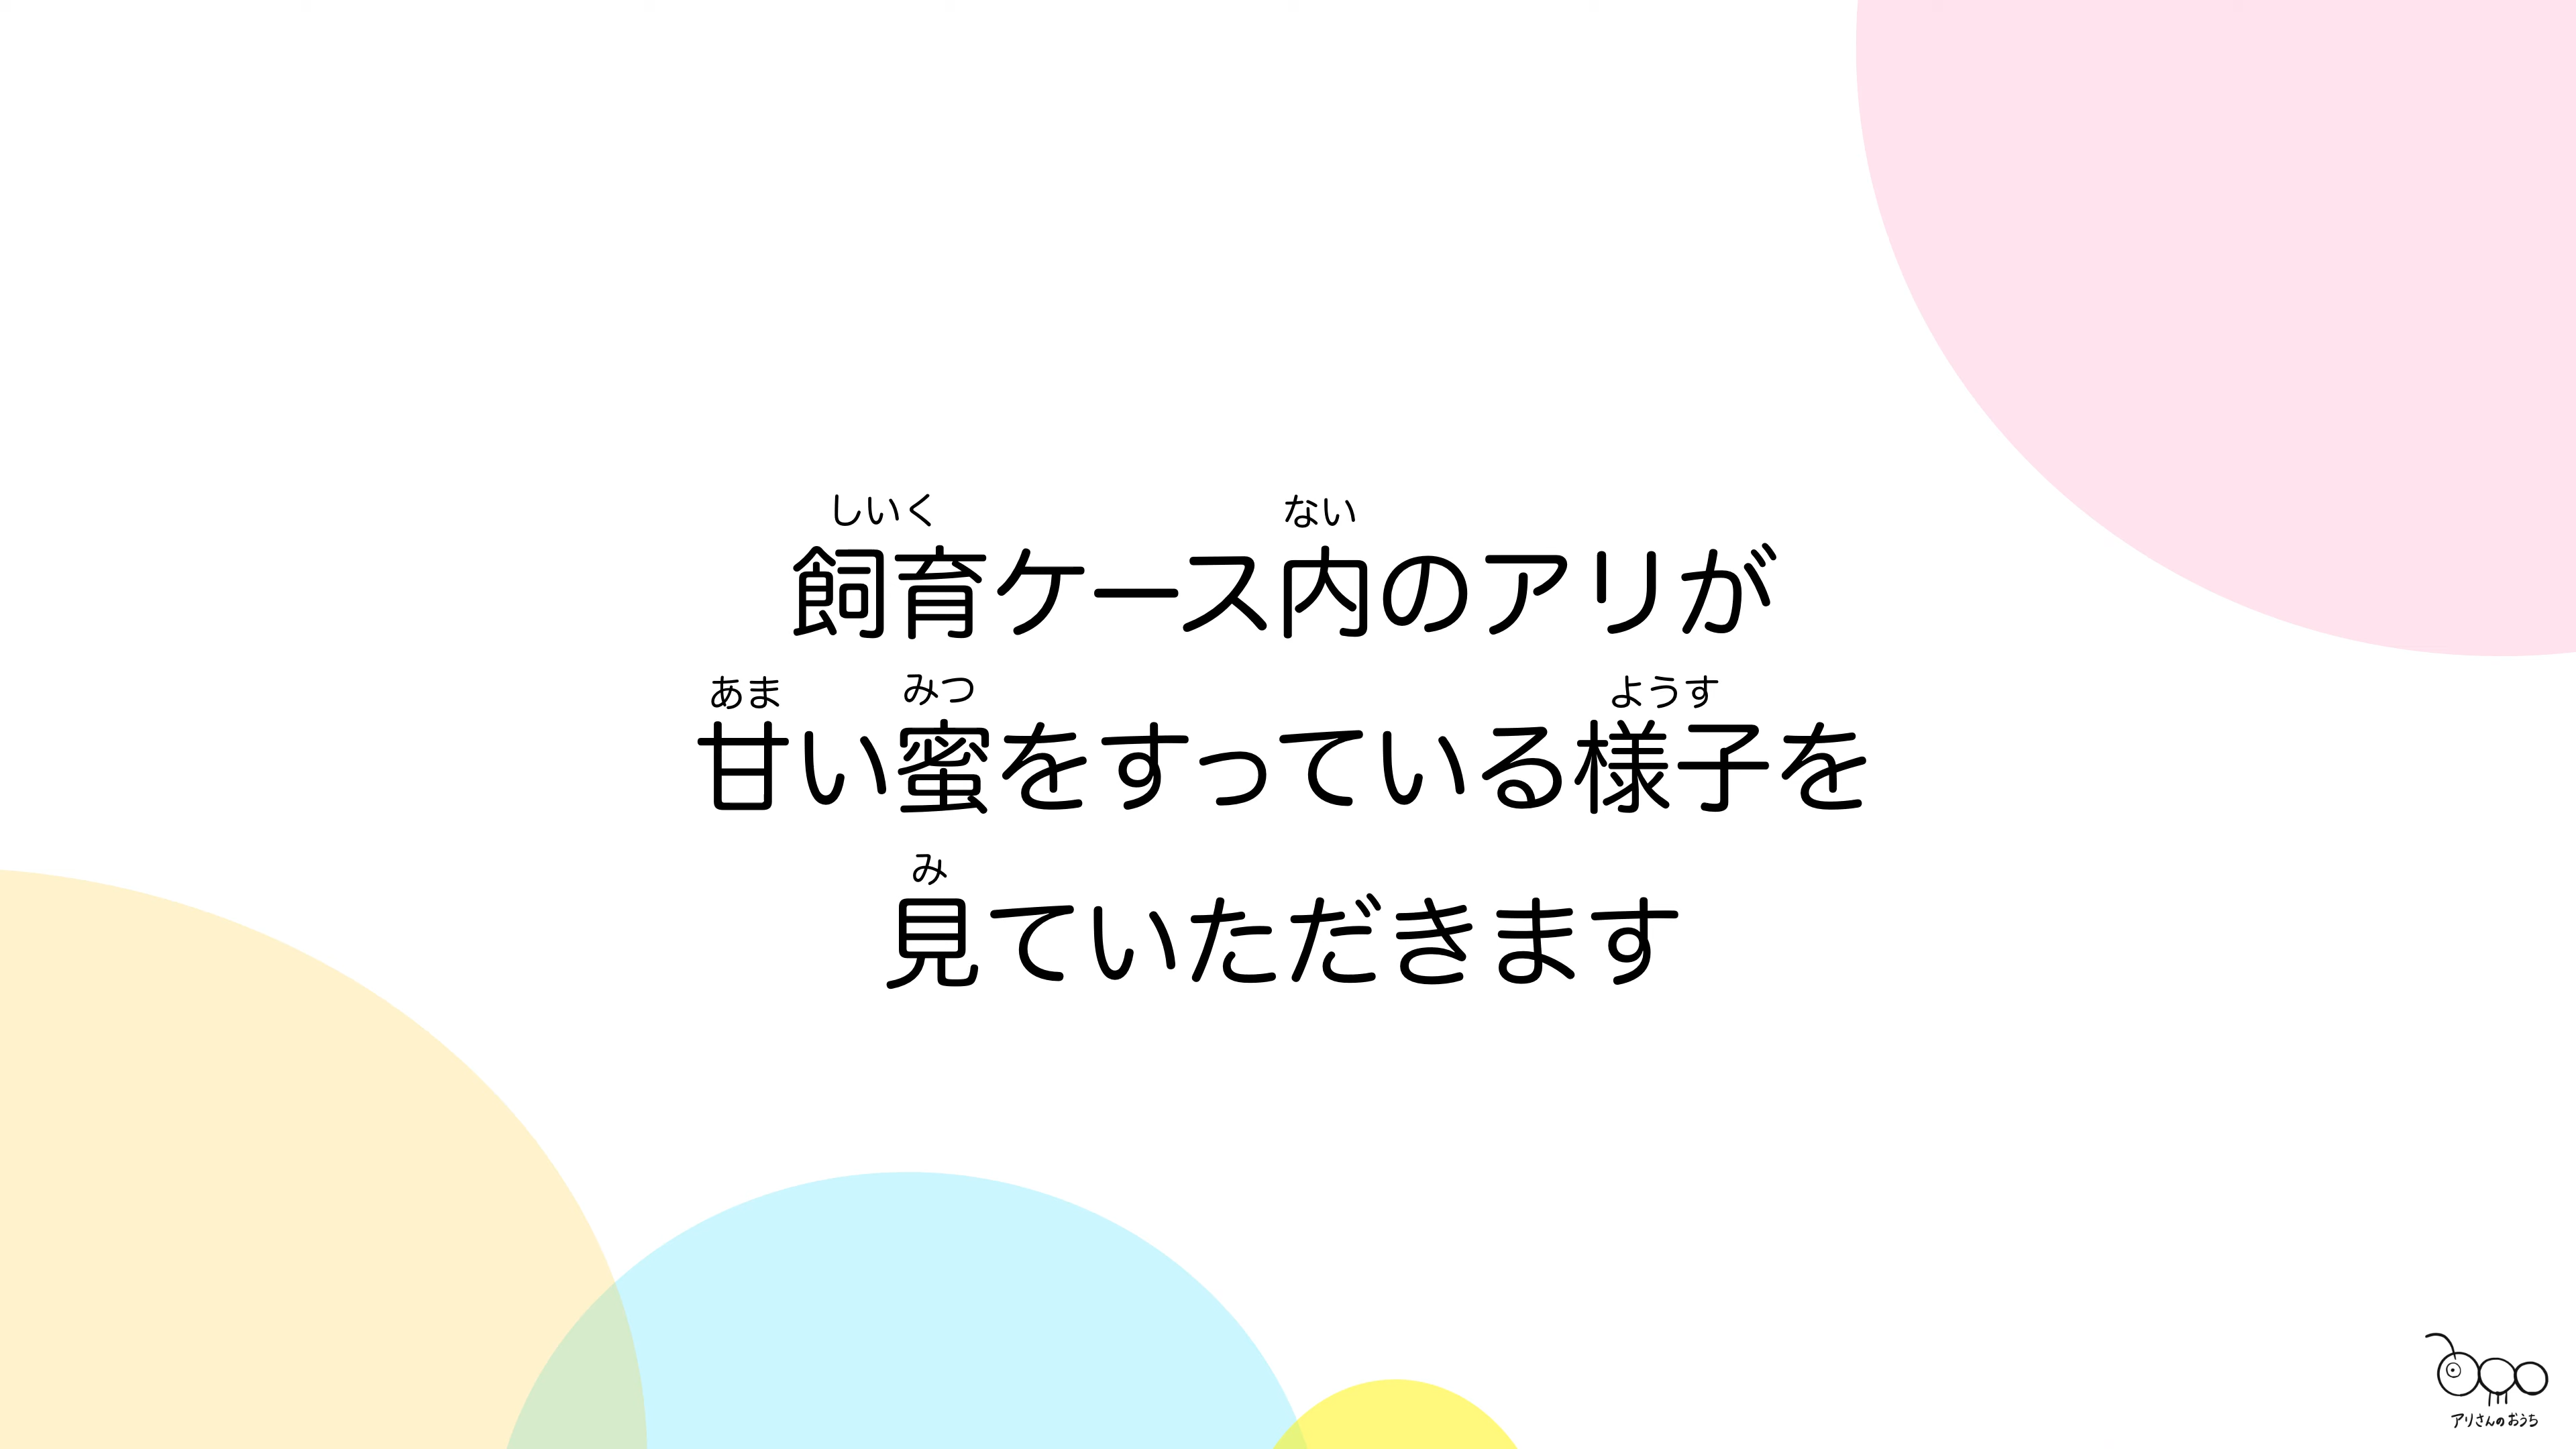 しいく ない
飼育ケース内のアリが
あま みつ ようす
甘い蜜をすっている様子を
み
見ていただきます
アリさんのおうち